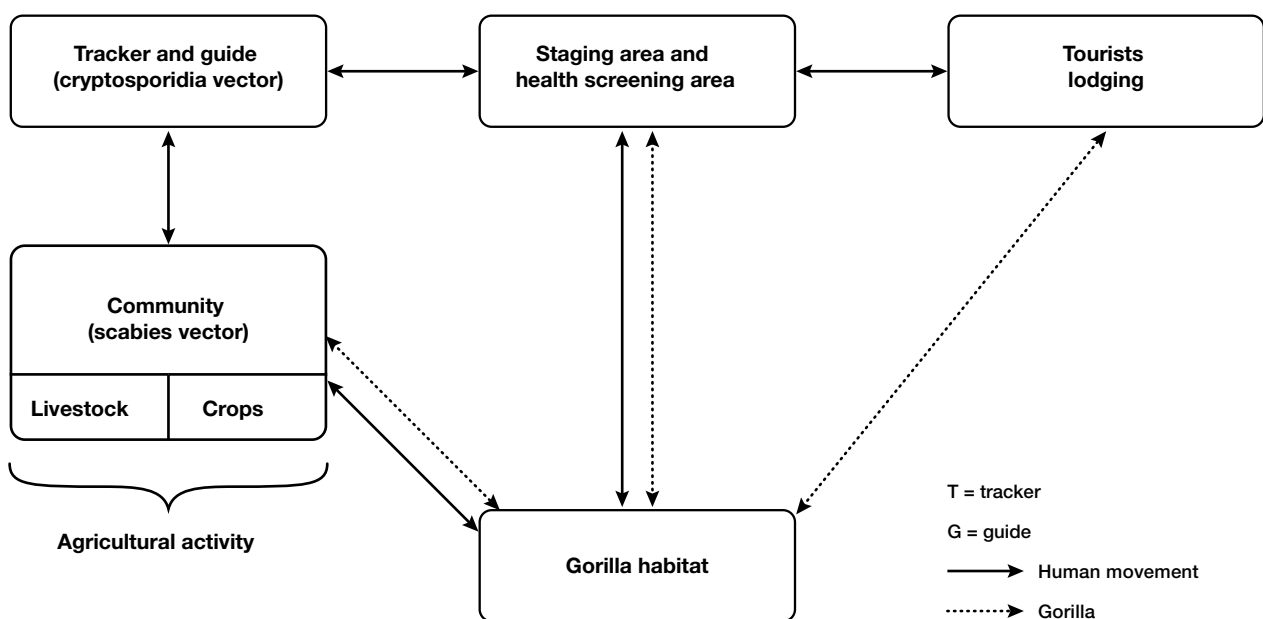 Tracker and guide
(cryptosporidia vector)
Staging area and
health screening area
Tourists
lodging
Community
(scabies vector)
Livestock
Crops
Agricultural activity
Gorilla habitat
T = tracker
G = guide
Human movement
Gorilla